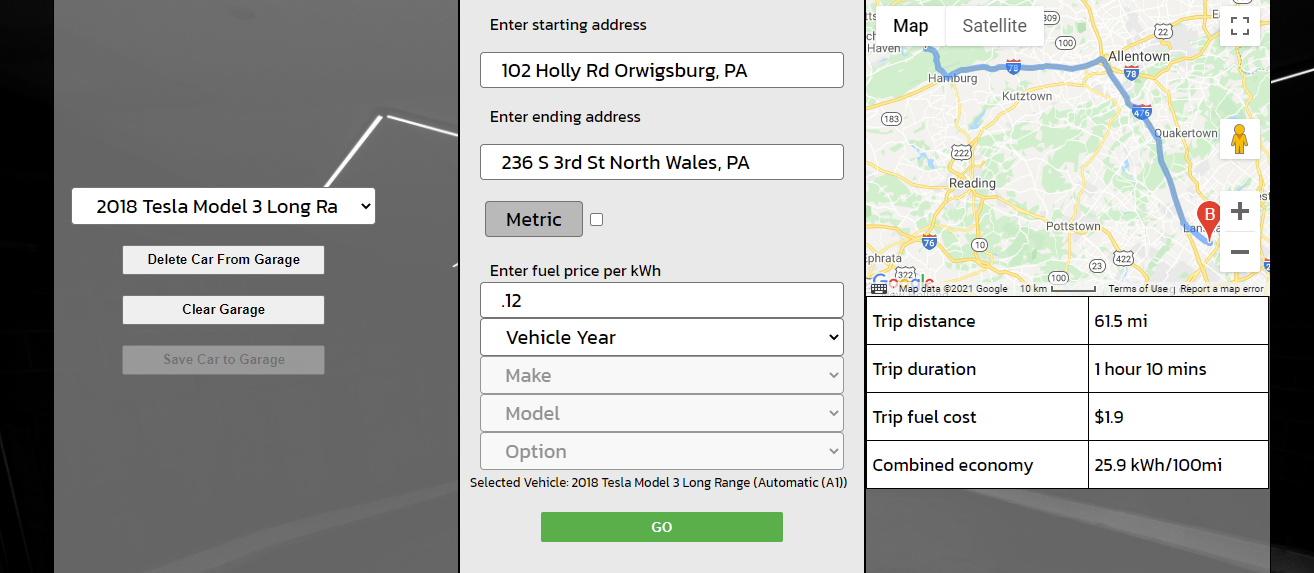 2018 Tesla Model 3 Long Ra
Delete Car From Garage
Clear Garage
Save Car to Garage
Enter starting address
102 Holly Rd Orwigsburg, PA
Enter ending address
236 S 3rd St North Wales, PA
Metric
Enter fuel price per kWh
.12
Vehicle Year
Make
Model
Option
Selected Vehicle: 2018 Tesla Model 3 Long Range (Automatic (A1))
GO
Map Satellite
309
22
100
Haven
Allentown
78
78
Hamburg
Kutztown
476
183
Quakertown
222
Reading
B
Pottstown
76
10
422
Ephrata
23
322
100
Google
Map data ©2021 Google 10 km Terms of Use Report a map error
Trip distance 61.5 mi
Trip duration 1 hour 10 mins
Trip fuel cost $1.9
Combined economy 25.9 kWh/100mi